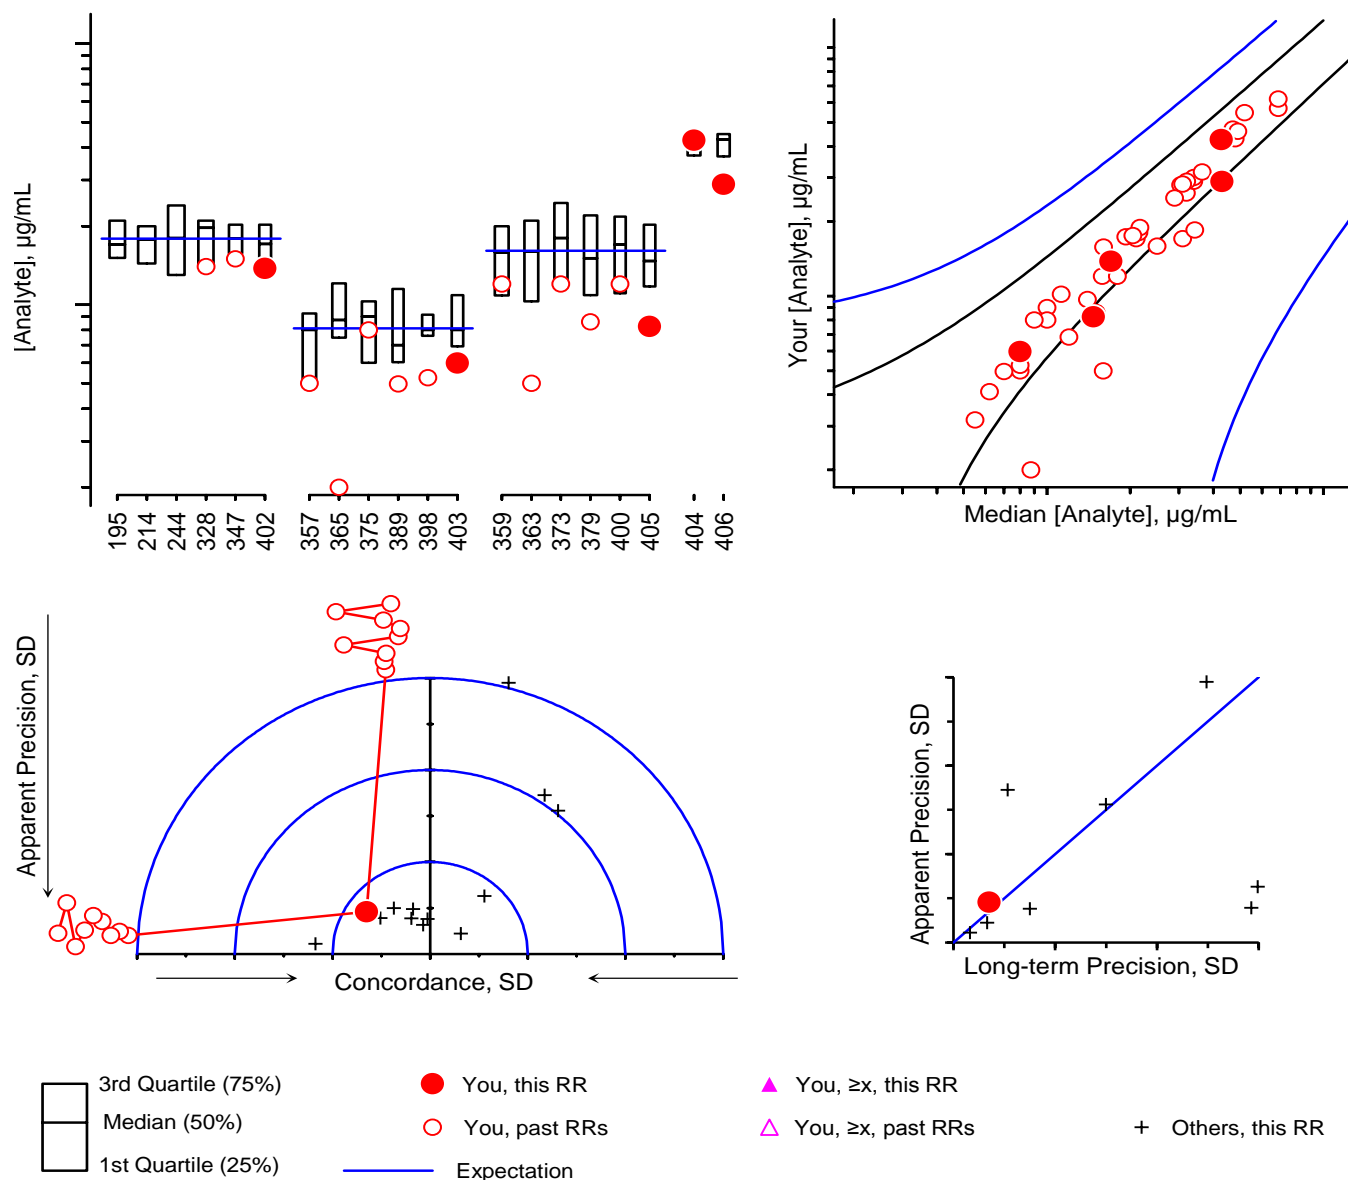 [Analyte], µg/mL
195
214
244
328
347
402
357
365
375
389
398
403
359
363
373
379
400
405
404
406
Your [Analyte], µg/mL
Median [Analyte], µg/mL
Apparent Precision, SD
Concordance, SD
Apparent Precision, SD
Long-term Precision, SD
3rd Quartile (75%)
Median (50%)
1st Quartile (25%)
You, this RR
You, past RRs
Expectation
You, ≥x, this RR
You, ≥x, past RRs
Others, this RR